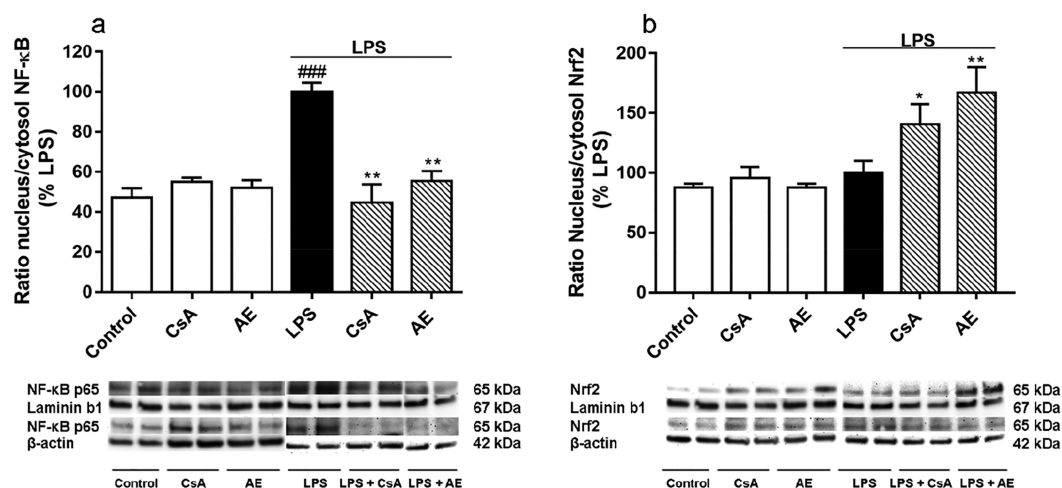 a
Ratio nucleus/cytosol NF-κB
(% LPS)
120
100
80
60
40
20
0
LPS
###
**
**
Control
CsA
AE
LPS
CsA
AE
NF-κB p65
65 kDa
Laminin b1
67 kDa
NF-κB p65
65 kDa
β-actin
42 kDa
Control
CsA
AE
LPS
LPS + CsA
LPS + AE
b
Ratio Nucleus/cytosol Nrf2
(% LPS)
200
150
100
50
0
LPS
*
**
Control
CsA
AE
LPS
CsA
AE
Nrf2
65 kDa
Laminin b1
67 kDa
Nrf2
65 kDa
β-actin
42 kDa
Control
CsA
AE
LPS
LPS + CsA
LPS + AE